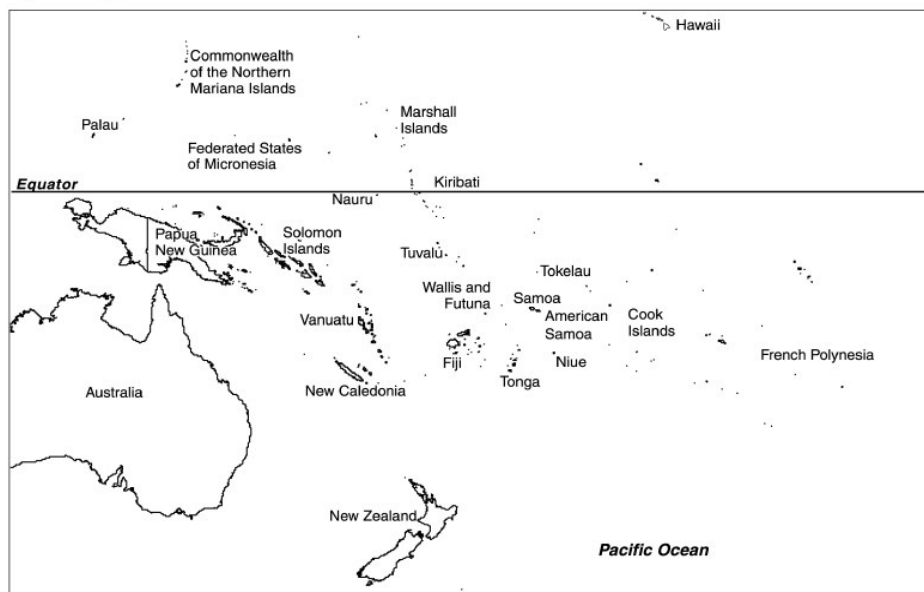 Hawaii
Commonwealth
of the Northern
Mariana Islands
Marshall
Islands
Palau
Federated States
of Micronesia
Equator
Kiribati
Nauru
Papua
New Guinea
Solomon
Islands
Tuvalu
Tokelau
Wallis and
Futuna
Samoa
American
Samoa
Cook
Islands
Vanuatu
French Polynesia
Fiji
Niue
Tonga
Australia
New Caledonia
New Zealand
Pacific Ocean